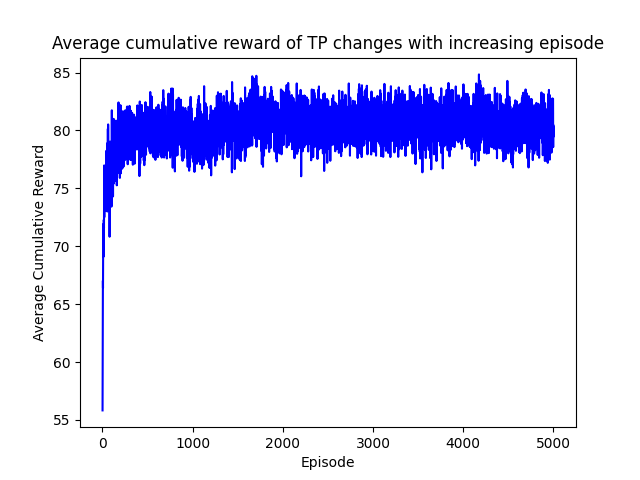 Average cumulative reward of TP changes with increasing episode
85
80
75
70
65
60
55
Average Cumulative Reward
0 1000 2000 3000 4000 5000
Episode